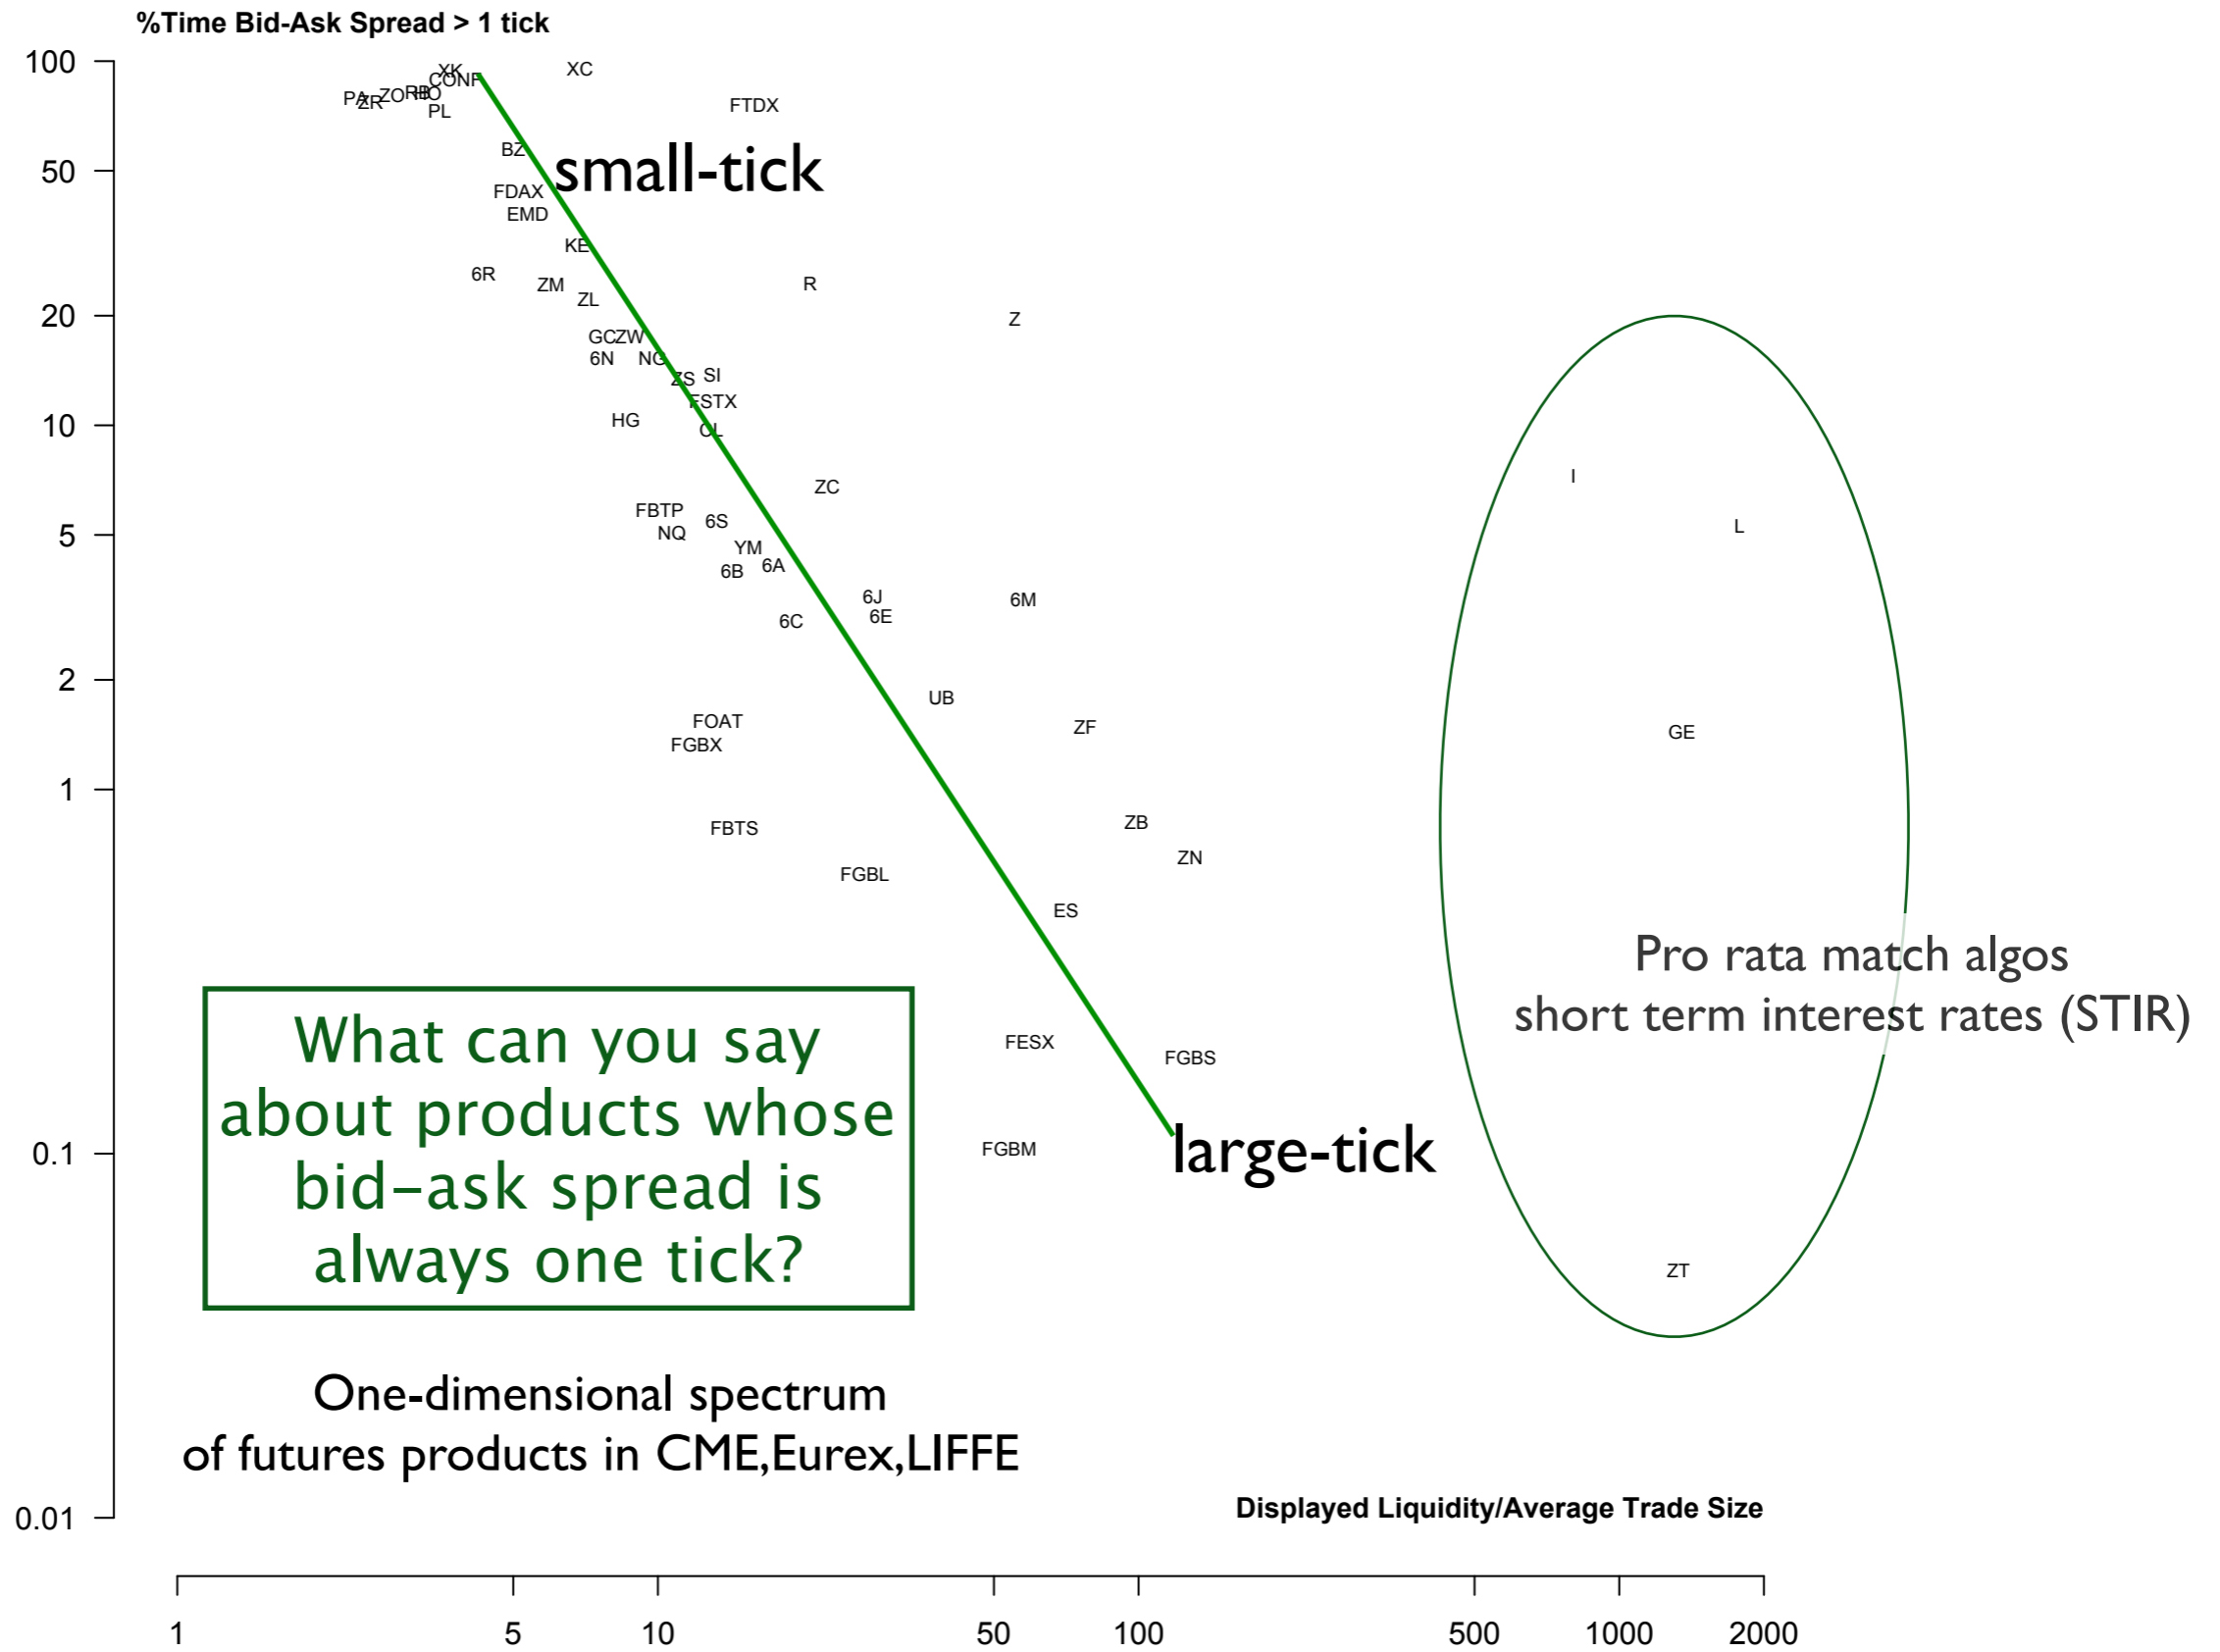 %Time Bid-Ask Spread > 1 tick
100
50
20
10
5
2
1
0.1
0.01
XK
XC
CONF
PA
ZR
ZO
RB
HO
PL
FTDX
BZ
small-tick
FDAX
EMD
KE
6R
ZM
R
ZL
Z
GC
ZW
6N
NG
ZS
SI
FSTX
HG
CL
I
ZC
FBTP
6S
L
NQ
YM
6A
6B
6J
6M
6E
6C
UB
FOAT
ZF
GE
FGBX
FBTS
ZB
ZN
FGBL
ES
Pro rata match algos
short term interest rates (STIR)
FESX
FGBS
FGBM
large-tick
ZT
What can you say
about products whose
bid-ask spread is
always one tick?
One-dimensional spectrum
of futures products in CME,Eurex,LIFFE
Displayed Liquidity/Average Trade Size
1 5 10 50 100 500 1000 2000